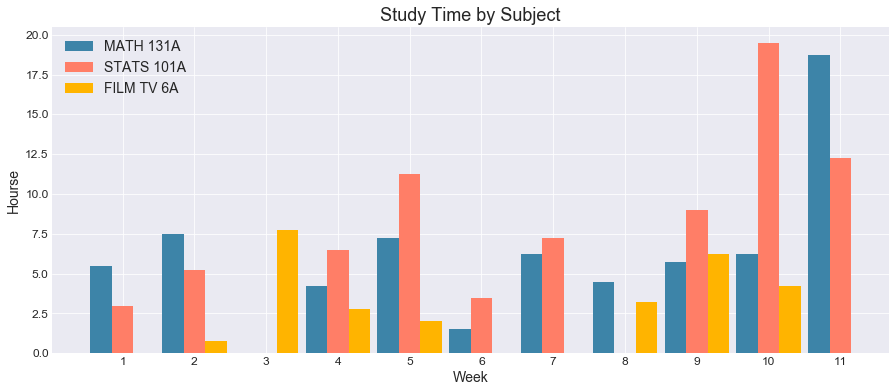 Study Time by Subject
MATH 131A
STATS 101A
FILM TV 6A
Hourse
20.0
17.5
15.0
12.5
10.0
7.5
5.0
2.5
0.0
1 2 3 4 5 6 7 8 9 10 11
Week